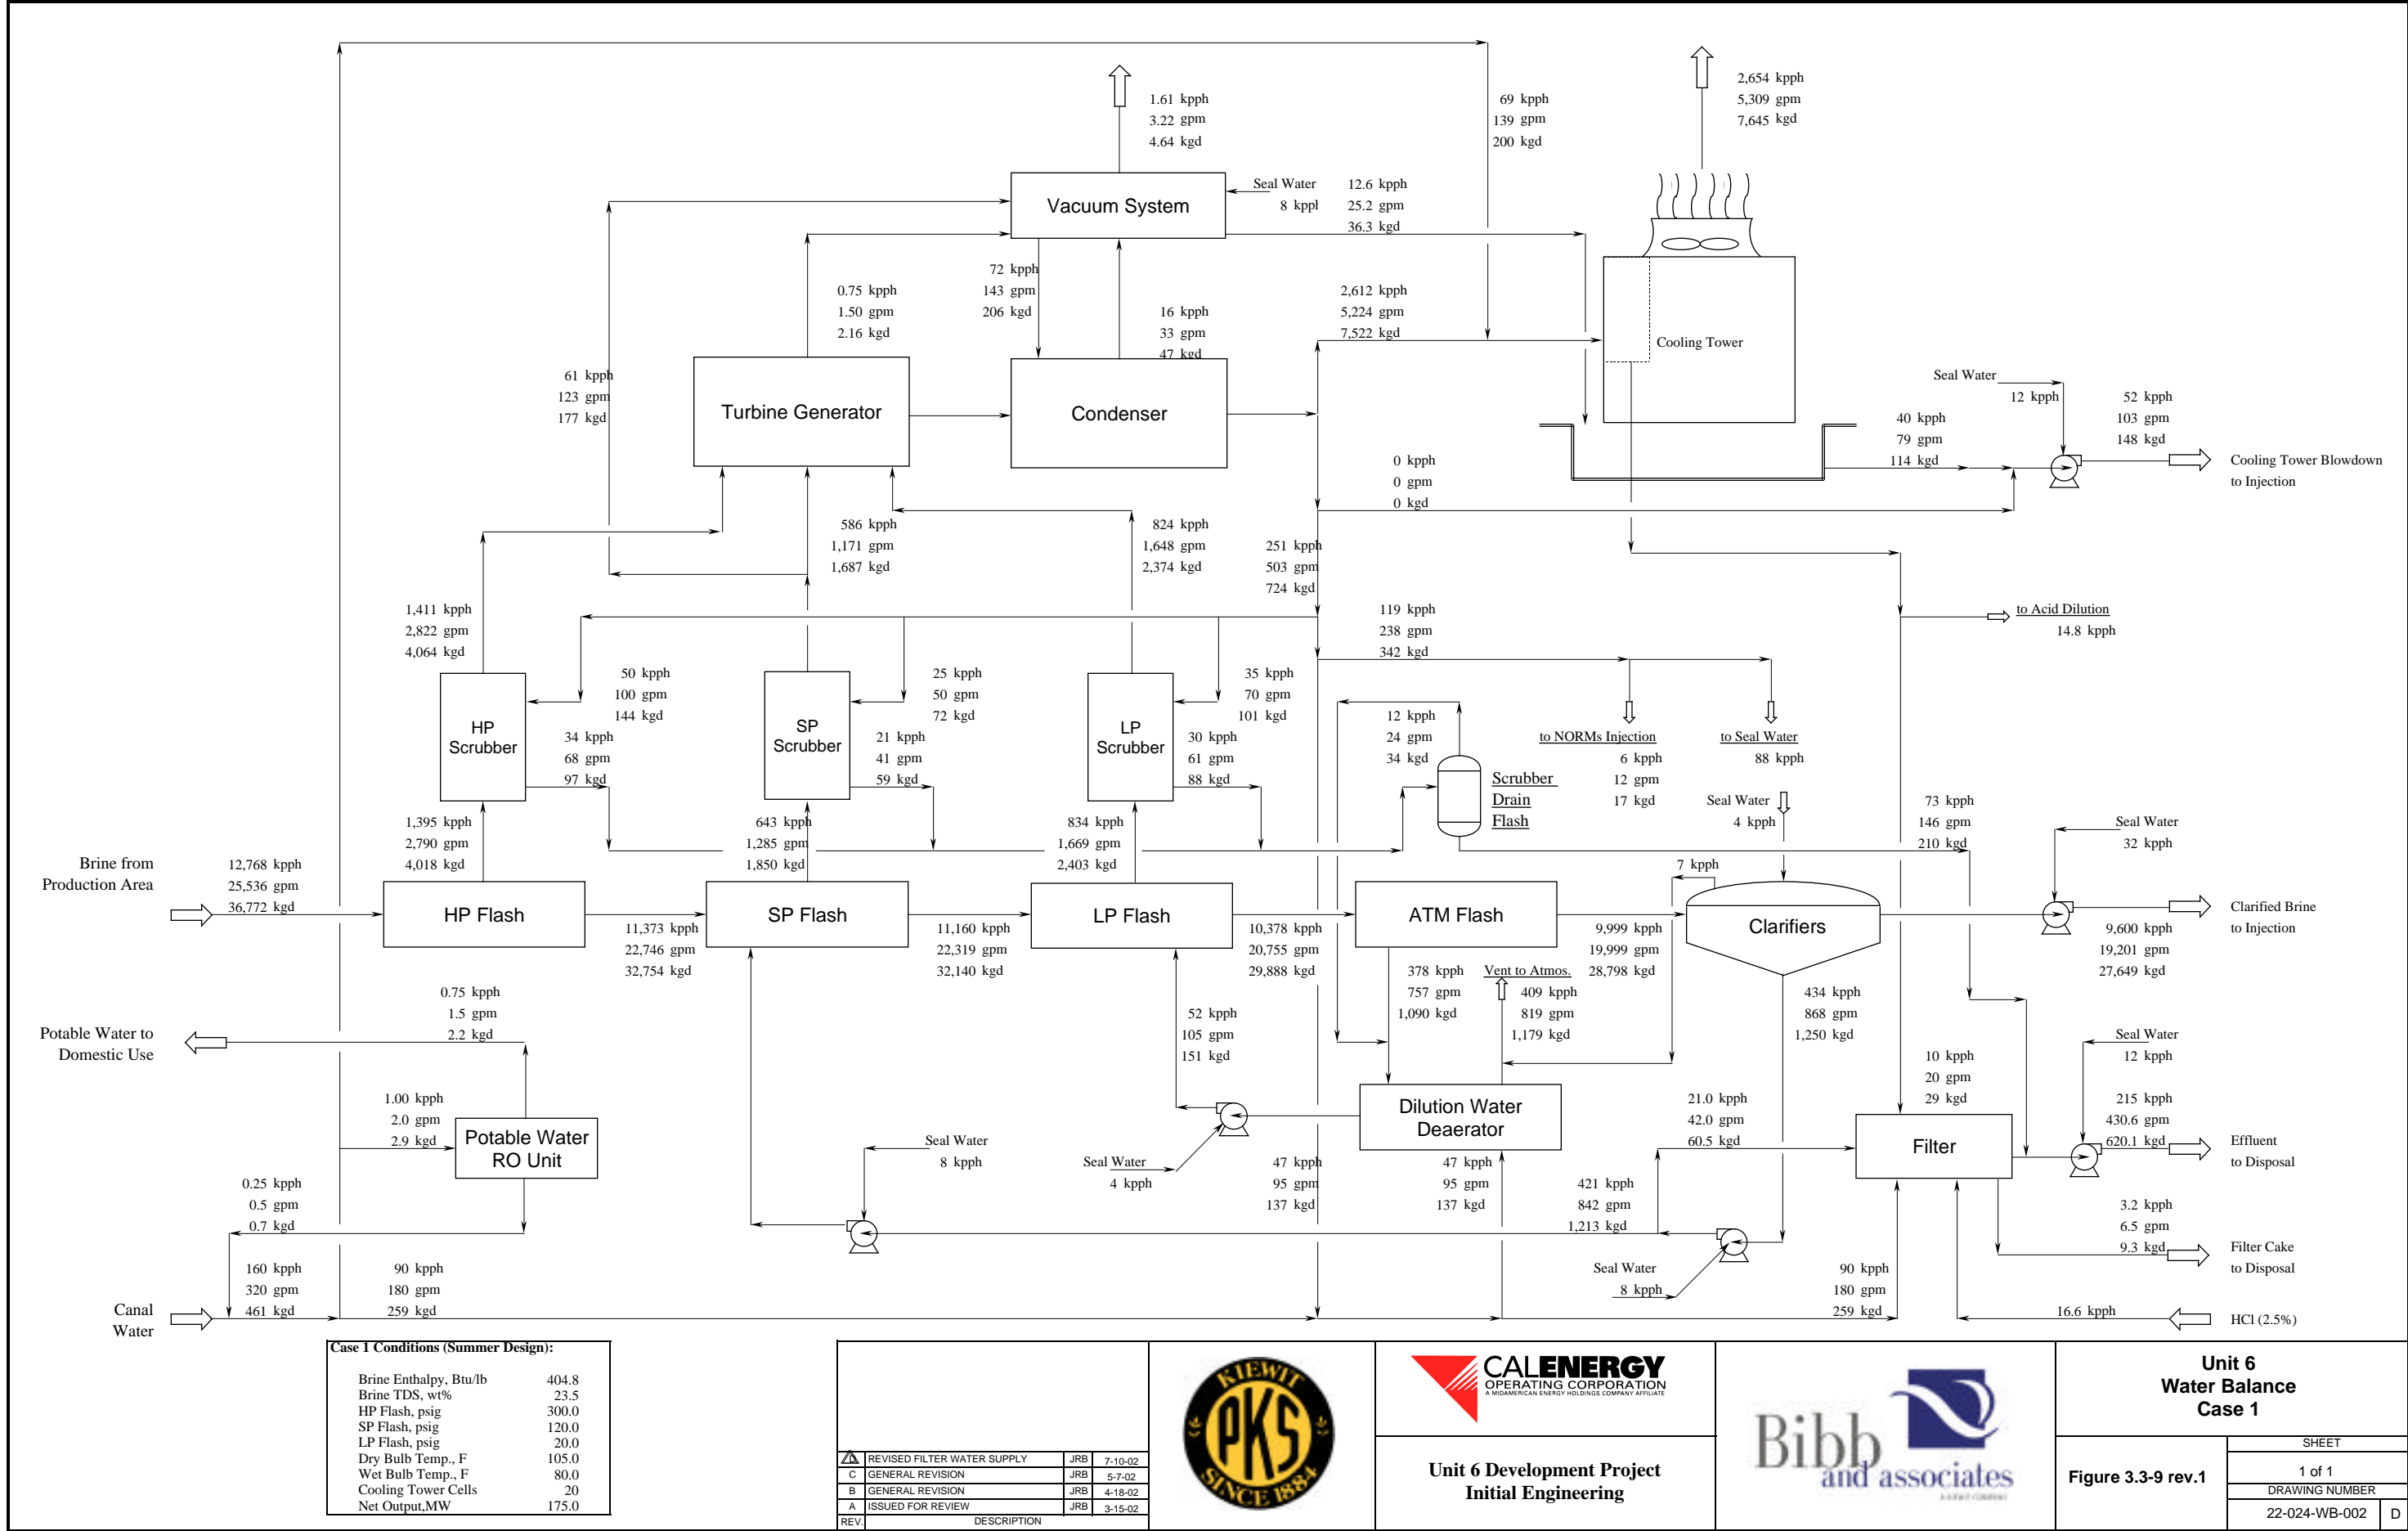 1.61 kpph
3.22 gpm
4.64 kgd
69 kpph
139 gpm
200 kgd
2,654 kpph
5,309 gpm
7,645 kgd
Vacuum System
Seal Water
8 kpph
12.6 kpph
25.2 gpm
36.3 kgd
72 kpph
143 gpm
206 kgd
0.75 kpph
1.50 gpm
2.16 kgd
16 kpph
33 gpm
47 kgd
2,612 kpph
5,224 gpm
7,522 kgd
Cooling Tower
61 kpph
123 gpm
177 kgd
Turbine Generator
Condenser
Seal Water
12 kpph
52 kpph
103 gpm
148 kgd
40 kpph
79 gpm
114 kgd
Cooling Tower Blowdown
to Injection
0 kpph
0 gpm
0 kgd
586 kpph
1,171 gpm
1,687 kgd
824 kpph
1,648 gpm
2,374 kgd
251 kpph
503 gpm
724 kgd
1,411 kpph
2,822 gpm
4,064 kgd
119 kpph
238 gpm
342 kgd
to Acid Dilution
14.8 kpph
HP
Scrubber
50 kpph
100 gpm
144 kgd
34 kpph
68 gpm
97 kgd
SP
Scrubber
25 kpph
50 gpm
72 kgd
21 kpph
41 gpm
59 kgd
LP
Scrubber
35 kpph
70 gpm
101 kgd
30 kpph
61 gpm
88 kgd
12 kpph
24 gpm
34 kgd
Scrubber
Drain
Flash
to NORMs Injection
6 kpph
12 gpm
17 kgd
to Seal Water
88 kpph
Seal Water
4 kpph
73 kpph
146 gpm
210 kgd
Seal Water
32 kpph
1,395 kpph
2,790 gpm
4,018 kgd
643 kpph
1,285 gpm
1,850 kgd
834 kpph
1,669 gpm
2,403 kgd
7 kpph
Brine from
Production Area
12,768 kpph
25,536 gpm
36,772 kgd
HP Flash
SP Flash
LP Flash
ATM Flash
Clarifiers
Clarified Brine
to Injection
11,373 kpph
22,746 gpm
32,754 kgd
11,160 kpph
22,319 gpm
32,140 kgd
10,378 kpph
20,755 gpm
29,888 kgd
9,999 kpph
19,999 gpm
28,798 kgd
9,600 kpph
19,201 gpm
27,649 kgd
378 kpph
757 gpm
1,090 kgd
Vent to Atmos.
409 kpph
819 gpm
1,179 kgd
434 kpph
868 gpm
1,250 kgd
0.75 kpph
1.5 gpm
2.2 kgd
Potable Water to
Domestic Use
52 kpph
105 gpm
151 kgd
Seal Water
12 kpph
10 kpph
20 gpm
29 kgd
1.00 kpph
2.0 gpm
2.9 kgd
Potable Water
RO Unit
Dilution Water
Deaerator
21.0 kpph
42.0 gpm
60.5 kgd
Filter
215 kpph
430.6 gpm
620.1 kgd
Effluent
to Disposal
Seal Water
8 kpph
Seal Water
4 kpph
47 kpph
95 gpm
137 kgd
47 kpph
95 gpm
137 kgd
421 kpph
842 gpm
1,213 kgd
0.25 kpph
0.5 gpm
0.7 kgd
3.2 kpph
6.5 gpm
9.3 kgd
Filter Cake
to Disposal
Seal Water
8 kpph
90 kpph
180 gpm
259 kgd
Canal
Water
160 kpph
320 gpm
461 kgd
90 kpph
180 gpm
259 kgd
16.6 kpph
HCl (2.5%)
Case 1 Conditions (Summer Design):
Brine Enthalpy, Btu/lb 404.8
Brine TDS, wt% 23.5
HP Flash, psig 300.0
SP Flash, psig 120.0
LP Flash, psig 20.0
Dry Bulb Temp., F 105.0
Wet Bulb Temp., F 80.0
Cooling Tower Cells 20
Net Output,MW 175.0
D REVISED FILTER WATER SUPPLY JRB 7-10-02
C GENERAL REVISION JRB 5-7-02
B GENERAL REVISION JRB 4-18-02
A ISSUED FOR REVIEW JRB 3-15-02
REV. DESCRIPTION
KIEWIT
PKS
SINCE 1884
CALENERGY
OPERATING CORPORATION
A MIDAMERICAN ENERGY HOLDINGS COMPANY AFFILIATE
Unit 6 Development Project
Initial Engineering
Bibb
and associates
Unit 6
Water Balance
Case 1
Figure 3.3-9 rev.1
SHEET
1 of 1
DRAWING NUMBER
22-024-WB-002 D